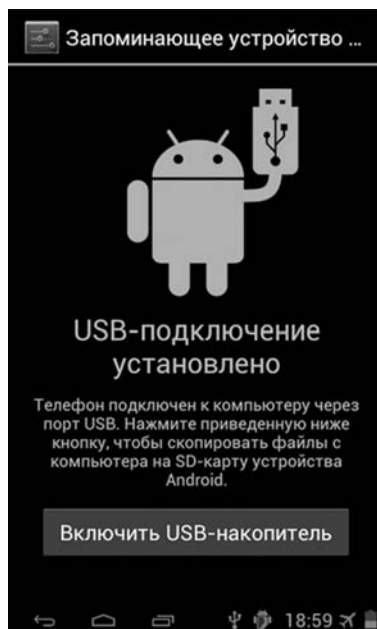 Запоминающее устройство ...
USB-подключение
установлено
Телефон подключен к компьютеру через
порт USB. Нажмите приведенную ниже
кнопку, чтобы скопировать файлы с
компьютера на SD-карту устройства
Android.
Включить USB-накопитель
18:59